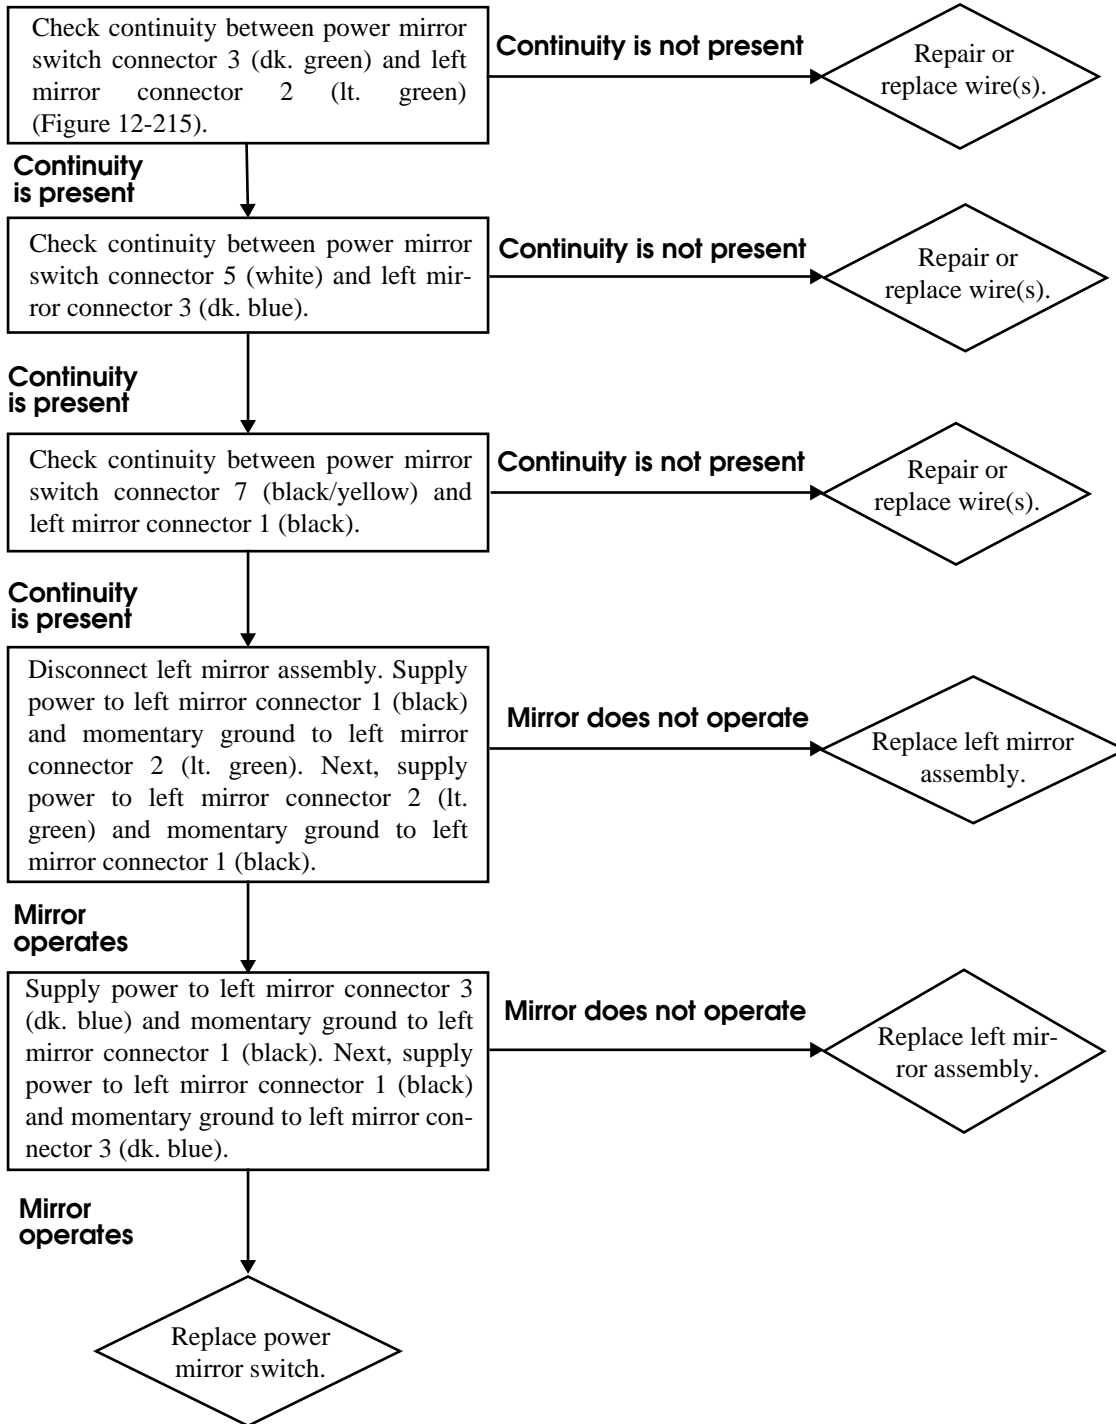 Check continuity between power mirror
switch connector 3 (dk. green) and left
mirror connector 2 (lt. green)
(Figure 12-215).
Continuity is not present
Repair or
replace wire(s).
Continuity
is present
Check continuity between power mirror
switch connector 5 (white) and left mir-
ror connector 3 (dk. blue).
Continuity is not present
Repair or
replace wire(s).
Continuity
is present
Check continuity between power mirror
switch connector 7 (black/yellow) and
left mirror connector 1 (black).
Continuity is not present
Repair or
replace wire(s).
Continuity
is present
Disconnect left mirror assembly. Supply
power to left mirror connector 1 (black)
and momentary ground to left mirror
connector 2 (lt. green). Next, supply
power to left mirror connector 2 (lt.
green) and momentary ground to left
mirror connector 1 (black).
Mirror does not operate
Replace left mirror
assembly.
Mirror
operates
Supply power to left mirror connector 3
(dk. blue) and momentary ground to left
mirror connector 1 (black). Next, supply
power to left mirror connector 1 (black)
and momentary ground to left mirror con-
nector 3 (dk. blue).
Mirror does not operate
Replace left mir-
ror assembly.
Mirror
operates
Replace power
mirror switch.